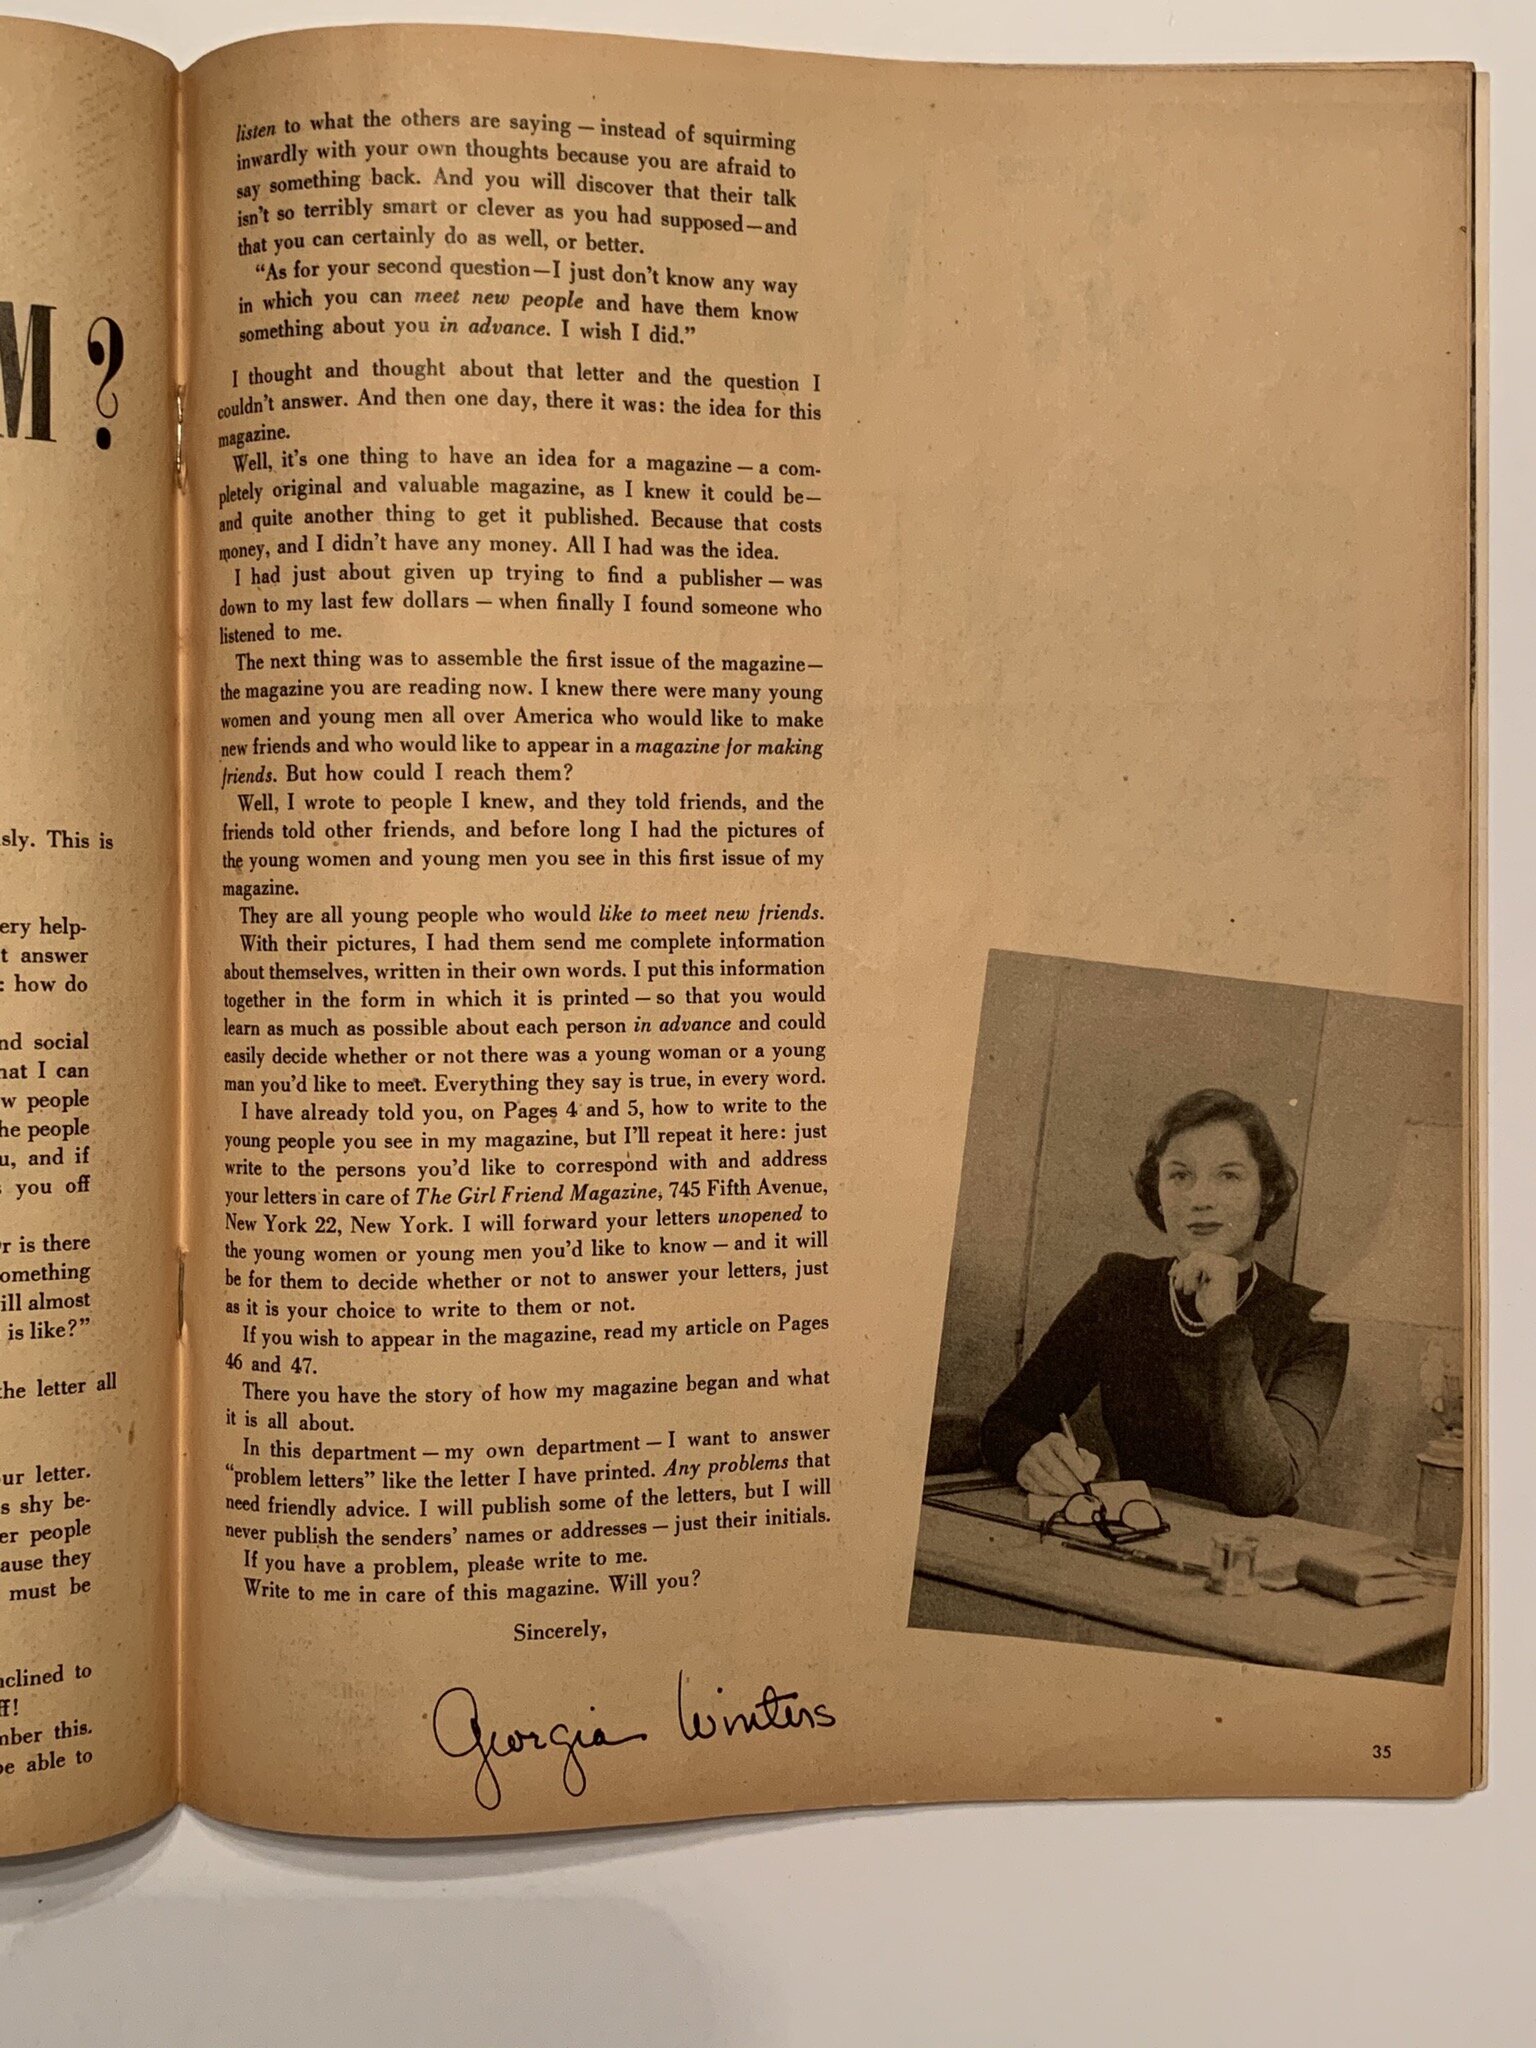 M?
sly. This is
ery help-
t answer
: how do
nd social
hat I can
w people
he people
u, and if
s you off
r is there
omething
ill almost
is like?"
he letter all
ur letter.
s shy be-
er people
ause they
must be
nclined to
ff!
mber this.
be able to
listen to what the others are saying — instead of squirming
inwardly with your own thoughts because you are afraid to
say something back. And you will discover that their talk
isn't so terribly smart or clever as you had supposed—and
that you can certainly do as well, or better.
"As for your second question—I just don't know any way
in which you can meet new people and have them know
something about you in advance. I wish I did."
I thought and thought about that letter and the question I
couldn't answer. And then one day, there it was: the idea for this
magazine.
Well, it's one thing to have an idea for a magazine — a com-
pletely original and valuable magazine, as I knew it could be—
and quite another thing to get it published. Because that costs
money, and I didn't have any money. All I had was the idea.
I had just about given up trying to find a publisher — was
down to my last few dollars — when finally I found someone who
listened to me.
The next thing was to assemble the first issue of the magazine—
the magazine you are reading now. I knew there were many young
women and young men all over America who would like to make
new friends and who would like to appear in a magazine for making
friends. But how could I reach them?
Well, I wrote to people I knew, and they told friends, and the
friends told other friends, and before long I had the pictures of
the young women and young men you see in this first issue of my
magazine.
They are all young people who would like to meet new friends.
With their pictures, I had them send me complete information
about themselves, written in their own words. I put this information
together in the form in which it is printed — so that you would
learn as much as possible about each person in advance and could
easily decide whether or not there was a young woman or a young
man you'd like to meet. Everything they say is true, in every word.
I have already told you, on Pages 4 and 5, how to write to the
young people you see in my magazine, but I'll repeat it here: just
write to the persons you'd like to correspond with and address
your letters in care of The Girl Friend Magazine, 745 Fifth Avenue,
New York 22, New York. I will forward your letters unopened to
the young women or young men you'd like to know — and it will
be for them to decide whether or not to answer your letters, just
as it is your choice to write to them or not.
If you wish to appear in the magazine, read my article on Pages
46 and 47.
There you have the story of how my magazine began and what
it is all about.
In this department — my own department — I want to answer
"problem letters" like the letter I have printed. Any problems that
need friendly advice. I will publish some of the letters, but I will
never publish the senders' names or addresses — just their initials.
If you have a problem, please write to me.
Write to me in care of this magazine. Will you?
Sincerely,
Georgia Winters
35